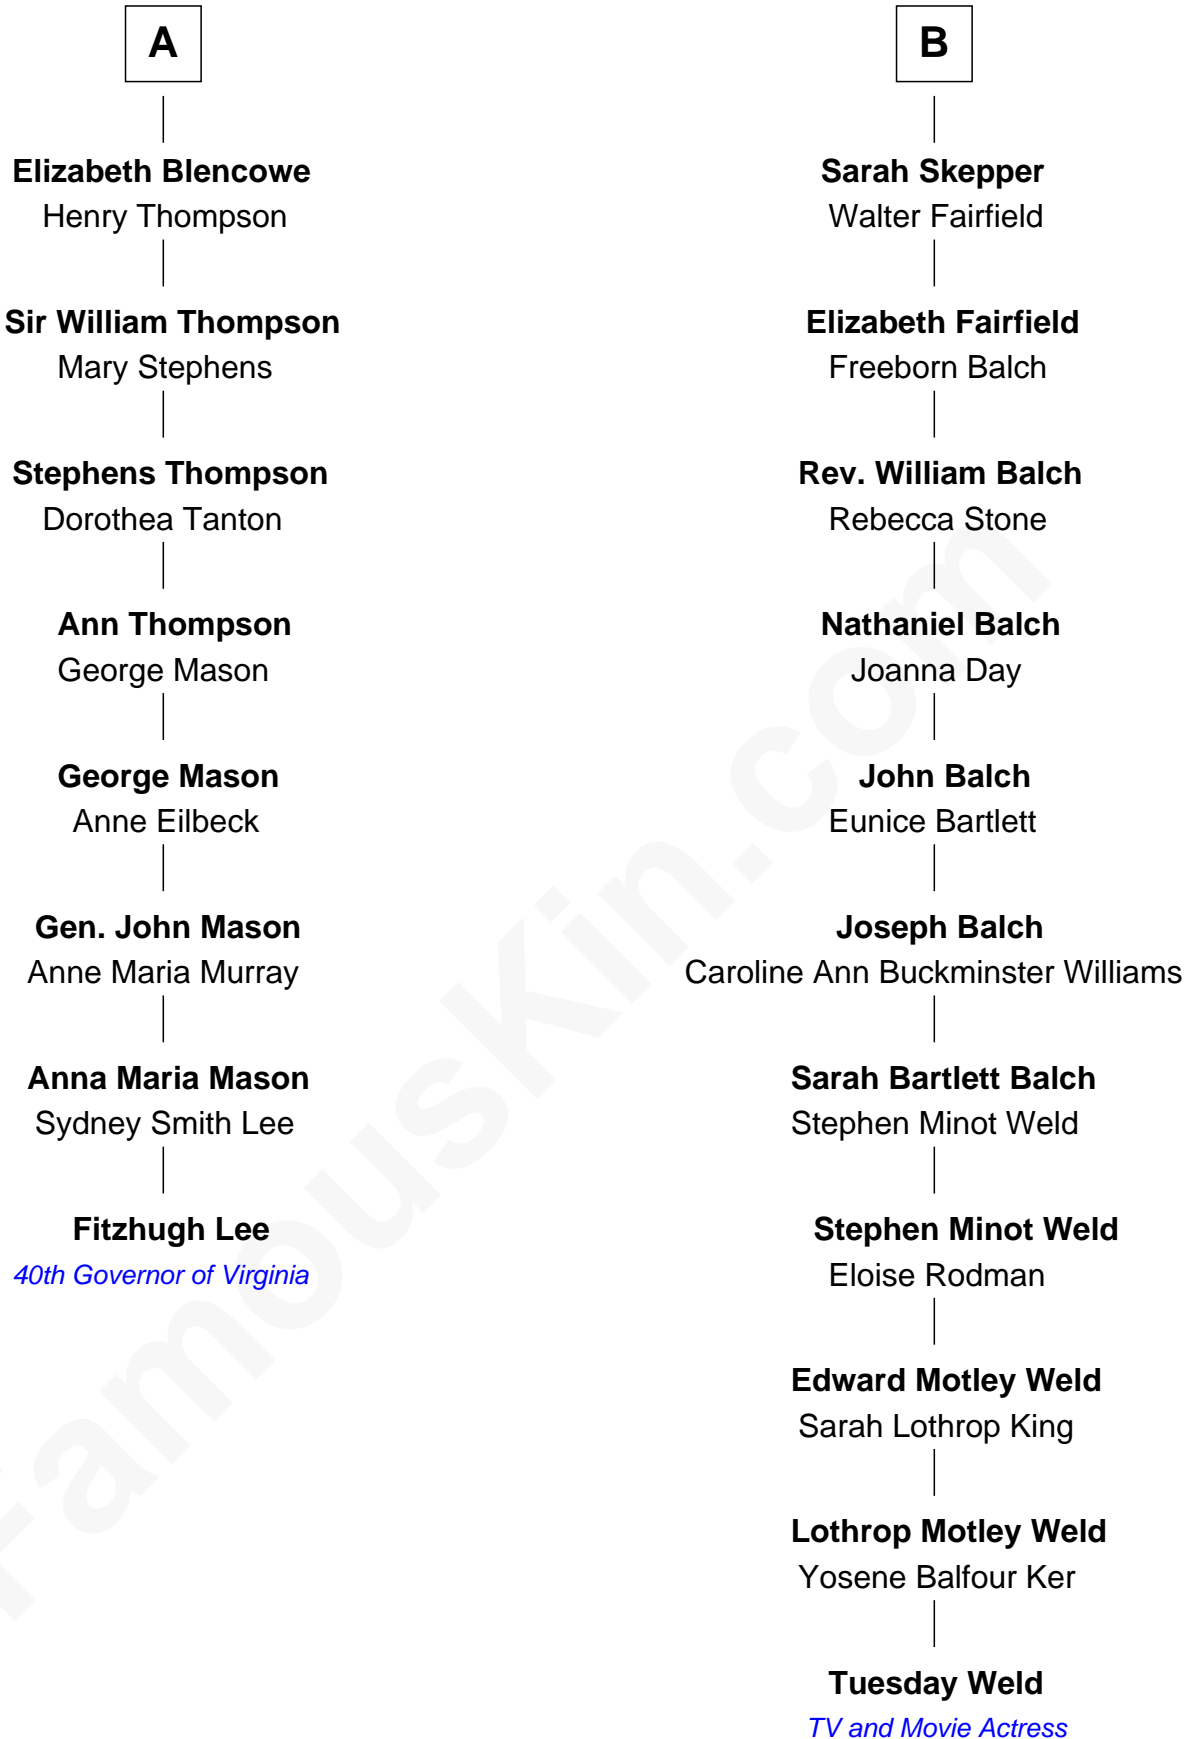 A
Elizabeth Blencowe
Henry Thompson
Sir William Thompson
Mary Stephens
Stephens Thompson
Dorothea Tanton
Ann Thompson
George Mason
George Mason
Anne Eilbeck
Gen. John Mason
Anne Maria Murray
Anna Maria Mason
Sydney Smith Lee
Fitzhugh Lee
40th Governor of Virginia
B
Sarah Skepper
Walter Fairfield
Elizabeth Fairfield
Freeborn Balch
Rev. William Balch
Rebecca Stone
Nathaniel Balch
Joanna Day
John Balch
Eunice Bartlett
Joseph Balch
Caroline Ann Buckminster Williams
Sarah Bartlett Balch
Stephen Minot Weld
Stephen Minot Weld
Eloise Rodman
Edward Motley Weld
Sarah Lothrop King
Lothrop Motley Weld
Yosene Balfour Ker
Tuesday Weld
TV and Movie Actress
FamousKin.com